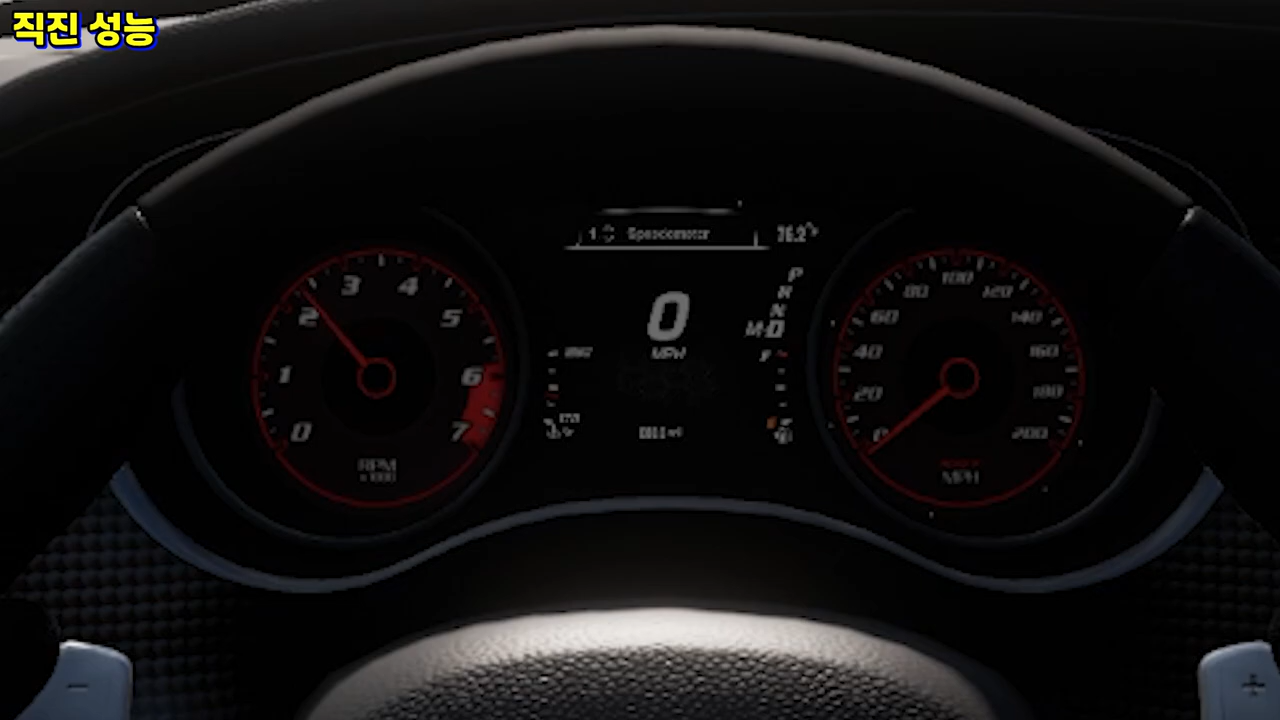 직진 성능
1 Speedometer
76.2°F
3 4
2 5
1 6
0 7
RPM
x1000
0
MPH
P
R
N
M-D
F
100
80 120
60 140
40 160
20 180
0 200
MPH
-
+